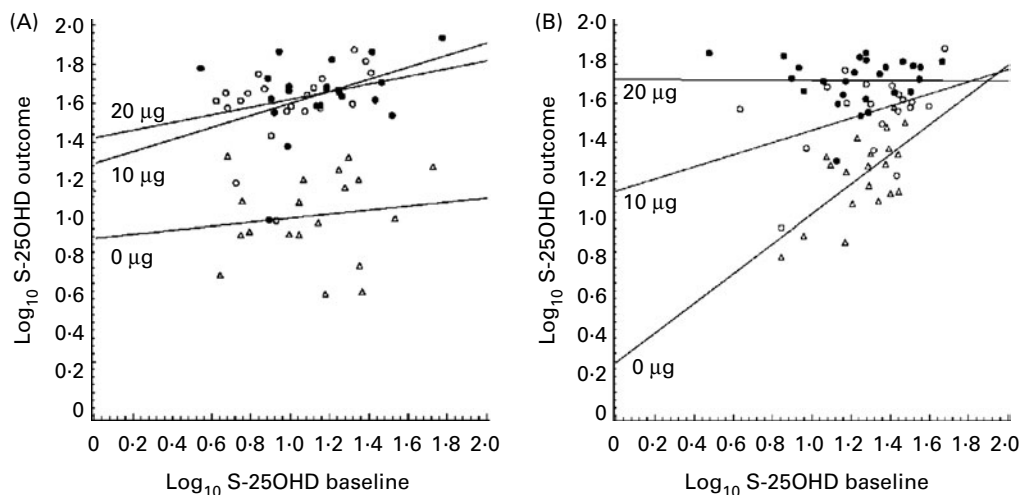 (A)
2·0
1·8
1·6
1·4
1·2
1·0
0·8
0·6
0·4
0·2
0
Log10 S-25OHD outcome
20 µg
10 µg
0 µg
0 0·6 0·4 0·6 0·8 1·0 1·2 1·4 1·6 1·8 2·0
Log10 S-25OHD baseline
(B)
2·0
1·8
1·6
1·4
1·2
1·0
0·8
0·6
0·4
0·2
0
Log10 S-25OHD outcome
20 µg
10 µg
0 µg
0 0·6 0·4 0·6 0·8 1·0 1·2 1·4 1·6 1·8 2·0
Log10 S-25OHD baseline